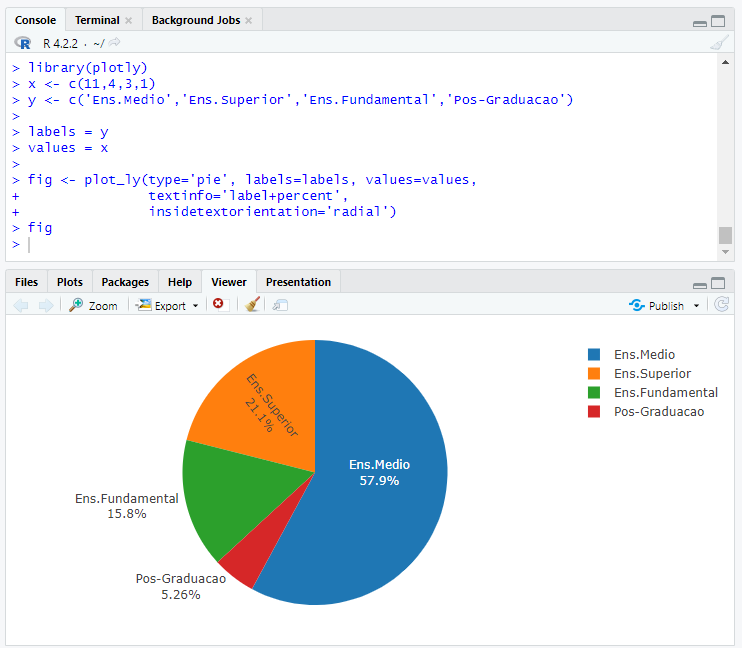 Console Terminal Background Jobs
R 4.2.2 · ~/
> library(plotly)
> x <- c(11,4,3,1)
> y <- c('Ens.Medio','Ens.Superior','Ens.Fundamental','Pos-Graduacao')
>
> labels = y
> values = x
>
> fig <- plot_ly(type='pie', labels=labels, values=values,
+                textinfo='label+percent',
+                insidetextorientation='radial')
> fig
>
Files Plots Packages Help Viewer Presentation
Zoom Export Publish
Ens.Medio
Ens.Superior
Ens.Fundamental
Pos-Graduacao
Ens.Superior
21.1%
Ens.Medio
57.9%
Ens.Fundamental
15.8%
Pos-Graduacao
5.26%